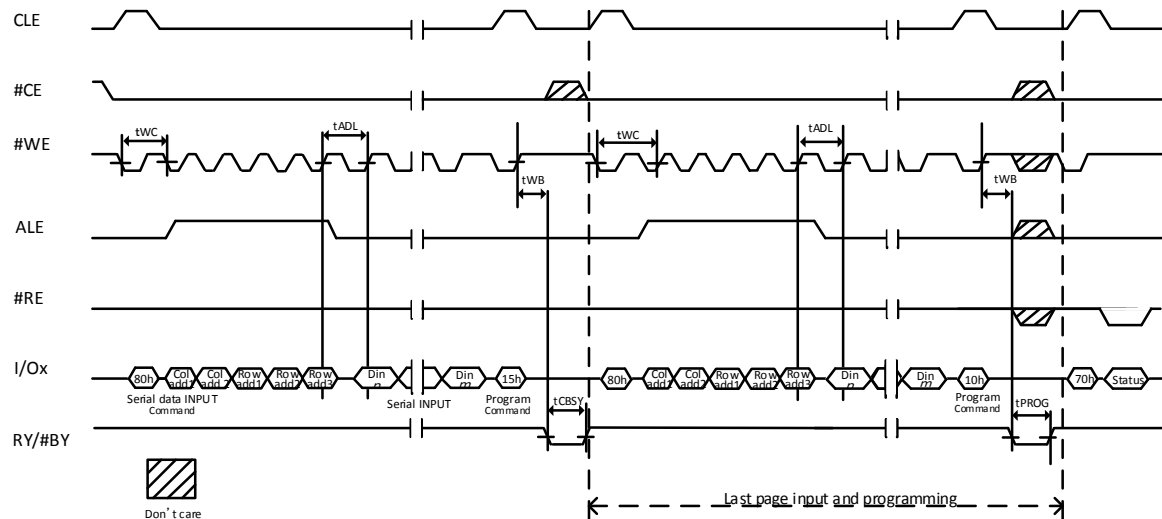 CLE
#CE
#WE
tWC
tADL
tWB
tWC
tADL
tWB
ALE
#RE
I/Ox
80h
Col
add1
Col
add2
Row
add1
Row
add2
Row
add3
Din
n
Din
m
15h
80h
Col
add1
Col
add2
Row
add1
Row
add2
Row
add3
Din
n
Din
m
10h
70h
Status
Serial data INPUT
Command
Serial INPUT
Program
Command
Program
Command
tCBSY
tPROG
RY/#BY
Last page input and programming
Don't care